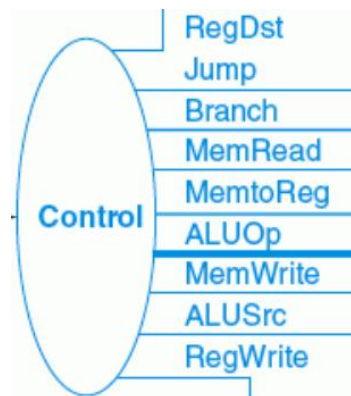 RegDst
Jump
Branch
MemRead
MemtoReg
Control
ALUOp
MemWrite
ALUSrc
RegWrite